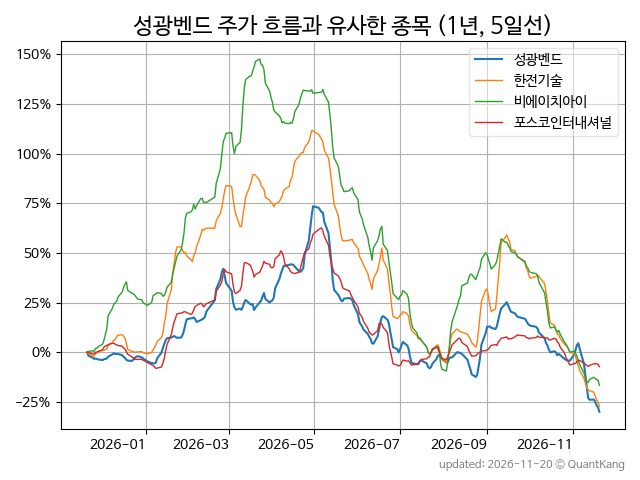 성광벤드 주가 흐름과 유사한 종목 (1년, 5일선)
성광벤드
한전기술
비에이치아이
포스코인터내셔널
150%
125%
100%
75%
50%
25%
0%
−25%
2026-01 2026-03 2026-05 2026-07 2026-09 2026-11
updated: 2026-11-20 © QuantKang